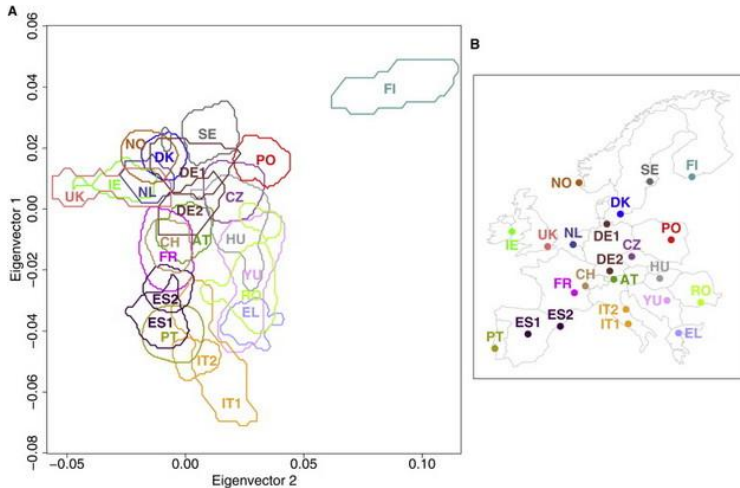 A
0.06
0.04
0.02
0.00
−0.02
−0.04
−0.06
−0.08
Eigenvector 1
−0.05
0.00
0.05
0.10
Eigenvector 2
FI
SE
NO
DK
PO
DE1
IE
NL
UK
CZ
DE2
CH
AT
HU
FR
YU
ES2
RO
ES1
EL
PT
IT2
IT1
B
SE
FI
NO
DK
IE
UK
NL
DE1
PO
CZ
DE2
HU
CH
AT
FR
RO
YU
IT2
ES1
ES2
IT1
PT
EL